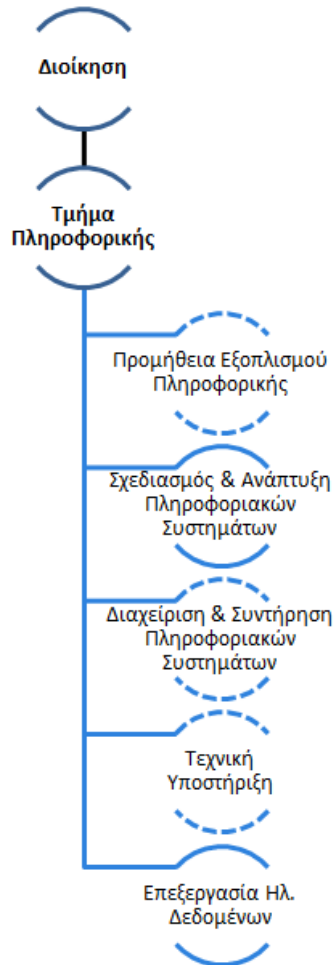 Διοίκηση
Τμήμα
Πληροφορικής
Προμήθεια Εξοπλισμού
Πληροφορικής
Σχεδιασμός & Ανάπτυξη
Πληροφοριακών
Συστημάτων
Διαχείριση & Συντήρηση
Πληροφοριακών
Συστημάτων
Τεχνική
Υποστήριξη
Επεξεργασία Ηλ.
Δεδομένων